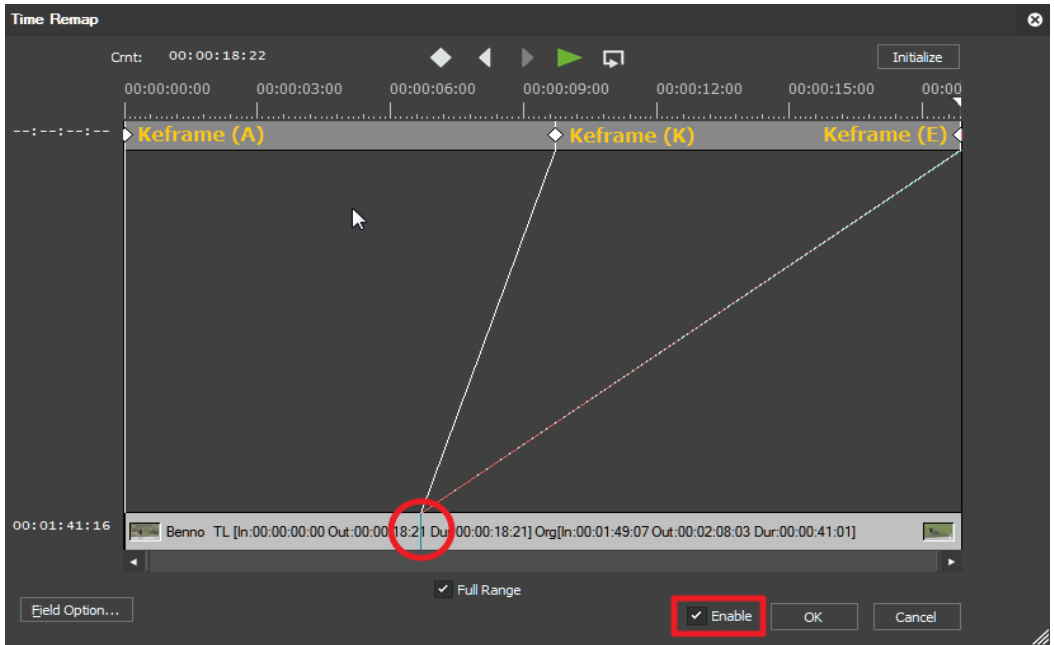 Time Remap
Crnt: 00:00:18:22
Initialize
00:00:00:00 00:00:03:00 00:00:06:00 00:00:09:00 00:00:12:00 00:00:15:00 00:00
--:--:--:-- Keframe (A) Keframe (K) Keframe (E)
00:01:41:16 Benno TL [In:00:00:00:00 Out:00:00:18:21 Dur:00:00:18:21] Org[In:00:01:49:07 Out:00:02:08:03 Dur:00:00:41:01]
Full Range
Field Option... Enable OK Cancel